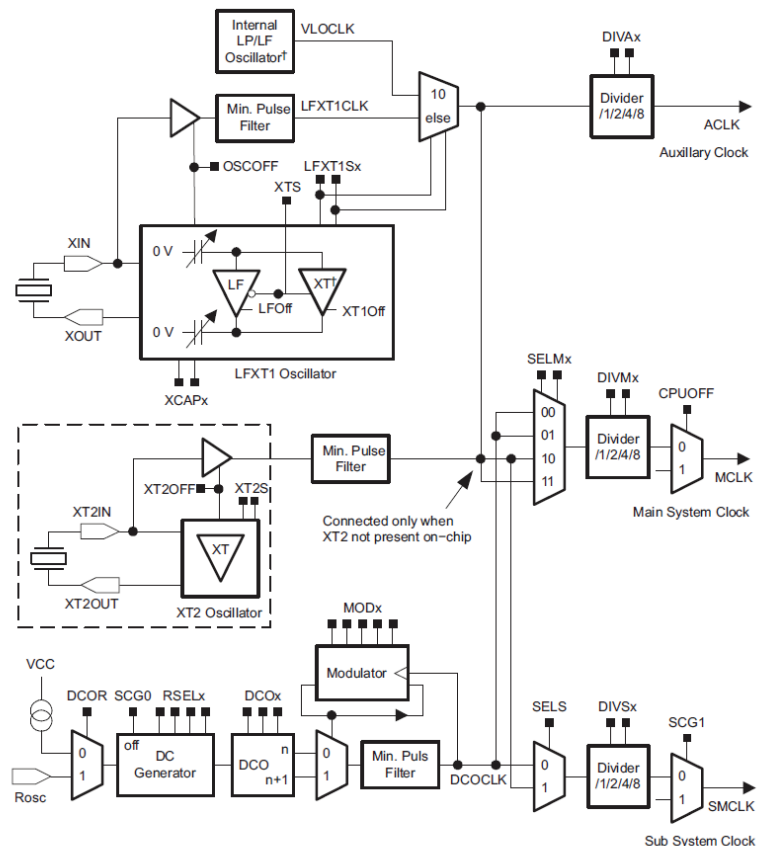 Internal
LP/LF
Oscillator†
VLOCLK
DIVAx
10
else
Divider
/1/2/4/8
ACLK
Auxillary Clock
Min. Pulse
Filter
LFXT1CLK
OSCOFF
LFXT1Sx
XTS
XIN
0 V
LF
XT†
LFOff
XT1Off
0 V
XOUT
LFXT1 Oscillator
XCAPx
SELMx
DIVMx
CPUOFF
00
01
10
11
Divider
/1/2/4/8
0
1
MCLK
Main System Clock
Min. Pulse
Filter
Connected only when
XT2 not present on−chip
XT2OFF
XT2S
XT2IN
XT
XT2OUT
XT2 Oscillator
MODx
Modulator
VCC
DCOR
SCG0
RSELx
DCOx
0
1
off
DC
Generator
DCO
n
n+1
0
1
Min. Puls
Filter
DCOCLK
Rosc
SELS
DIVSx
SCG1
0
1
Divider
/1/2/4/8
0
1
SMCLK
Sub System Clock